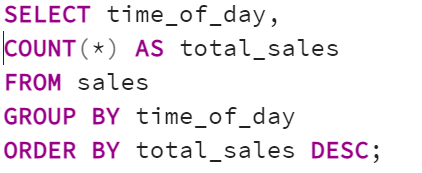 SELECT time_of_day,
COUNT(*) AS total_sales
FROM sales
GROUP BY time_of_day
ORDER BY total_sales DESC;